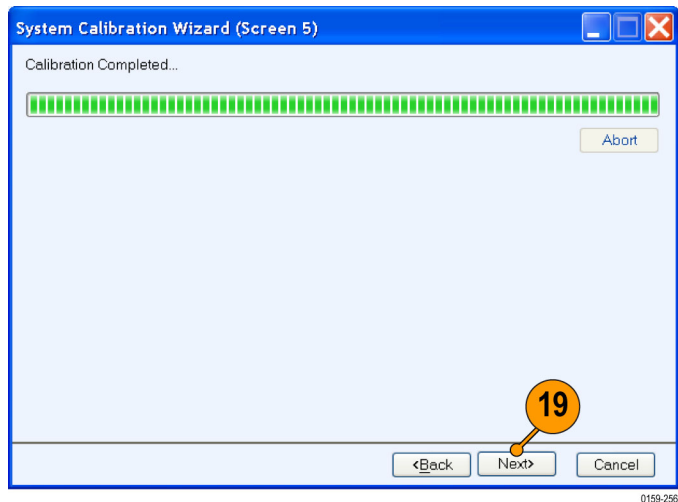 System Calibration Wizard (Screen 5)
Calibration Completed...
Abort
19
<Back Next> Cancel
0159-256